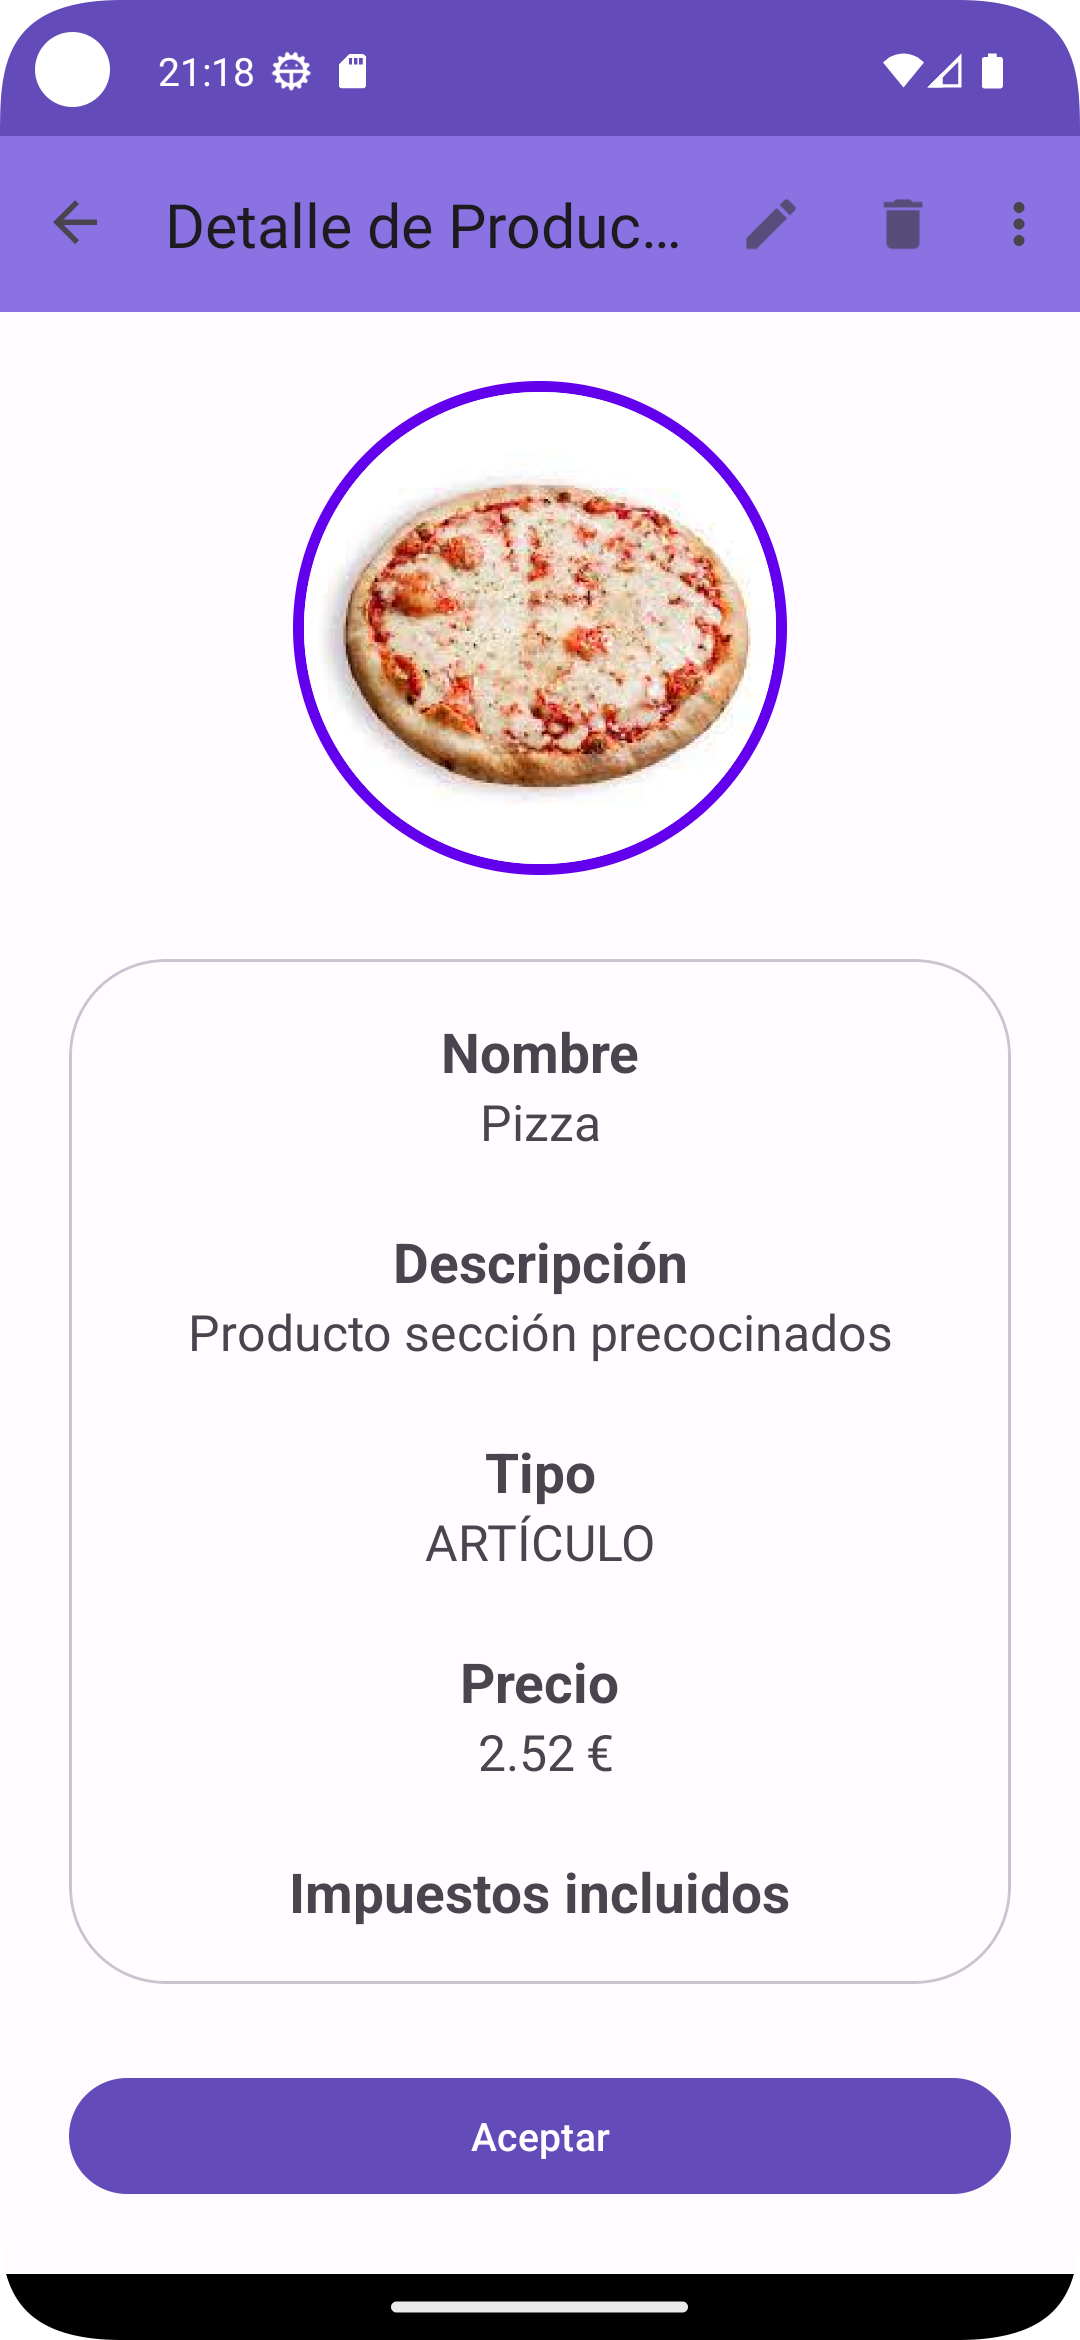 21:18
Detalle de Produc...
Nombre
Pizza
Descripción
Producto sección precocinados
Tipo
ARTÍCULO
Precio
2.52 €
Impuestos incluidos
Aceptar